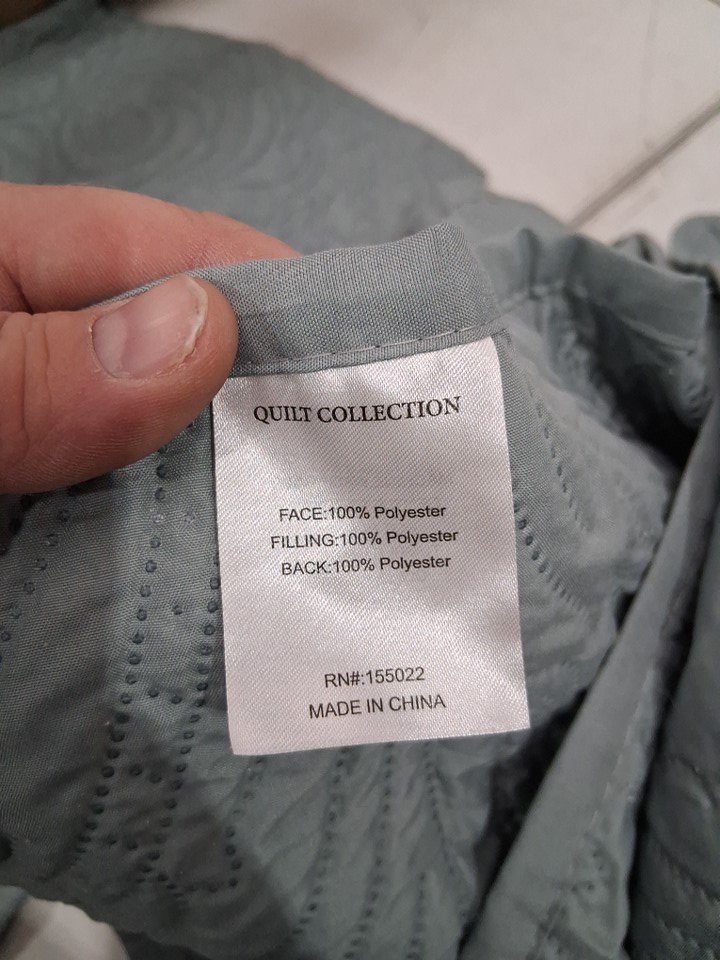 QUILT COLLECTION
FACE:100% Polyester
FILLING:100% Polyester
BACK:100% Polyester
RN#:155022
MADE IN CHINA